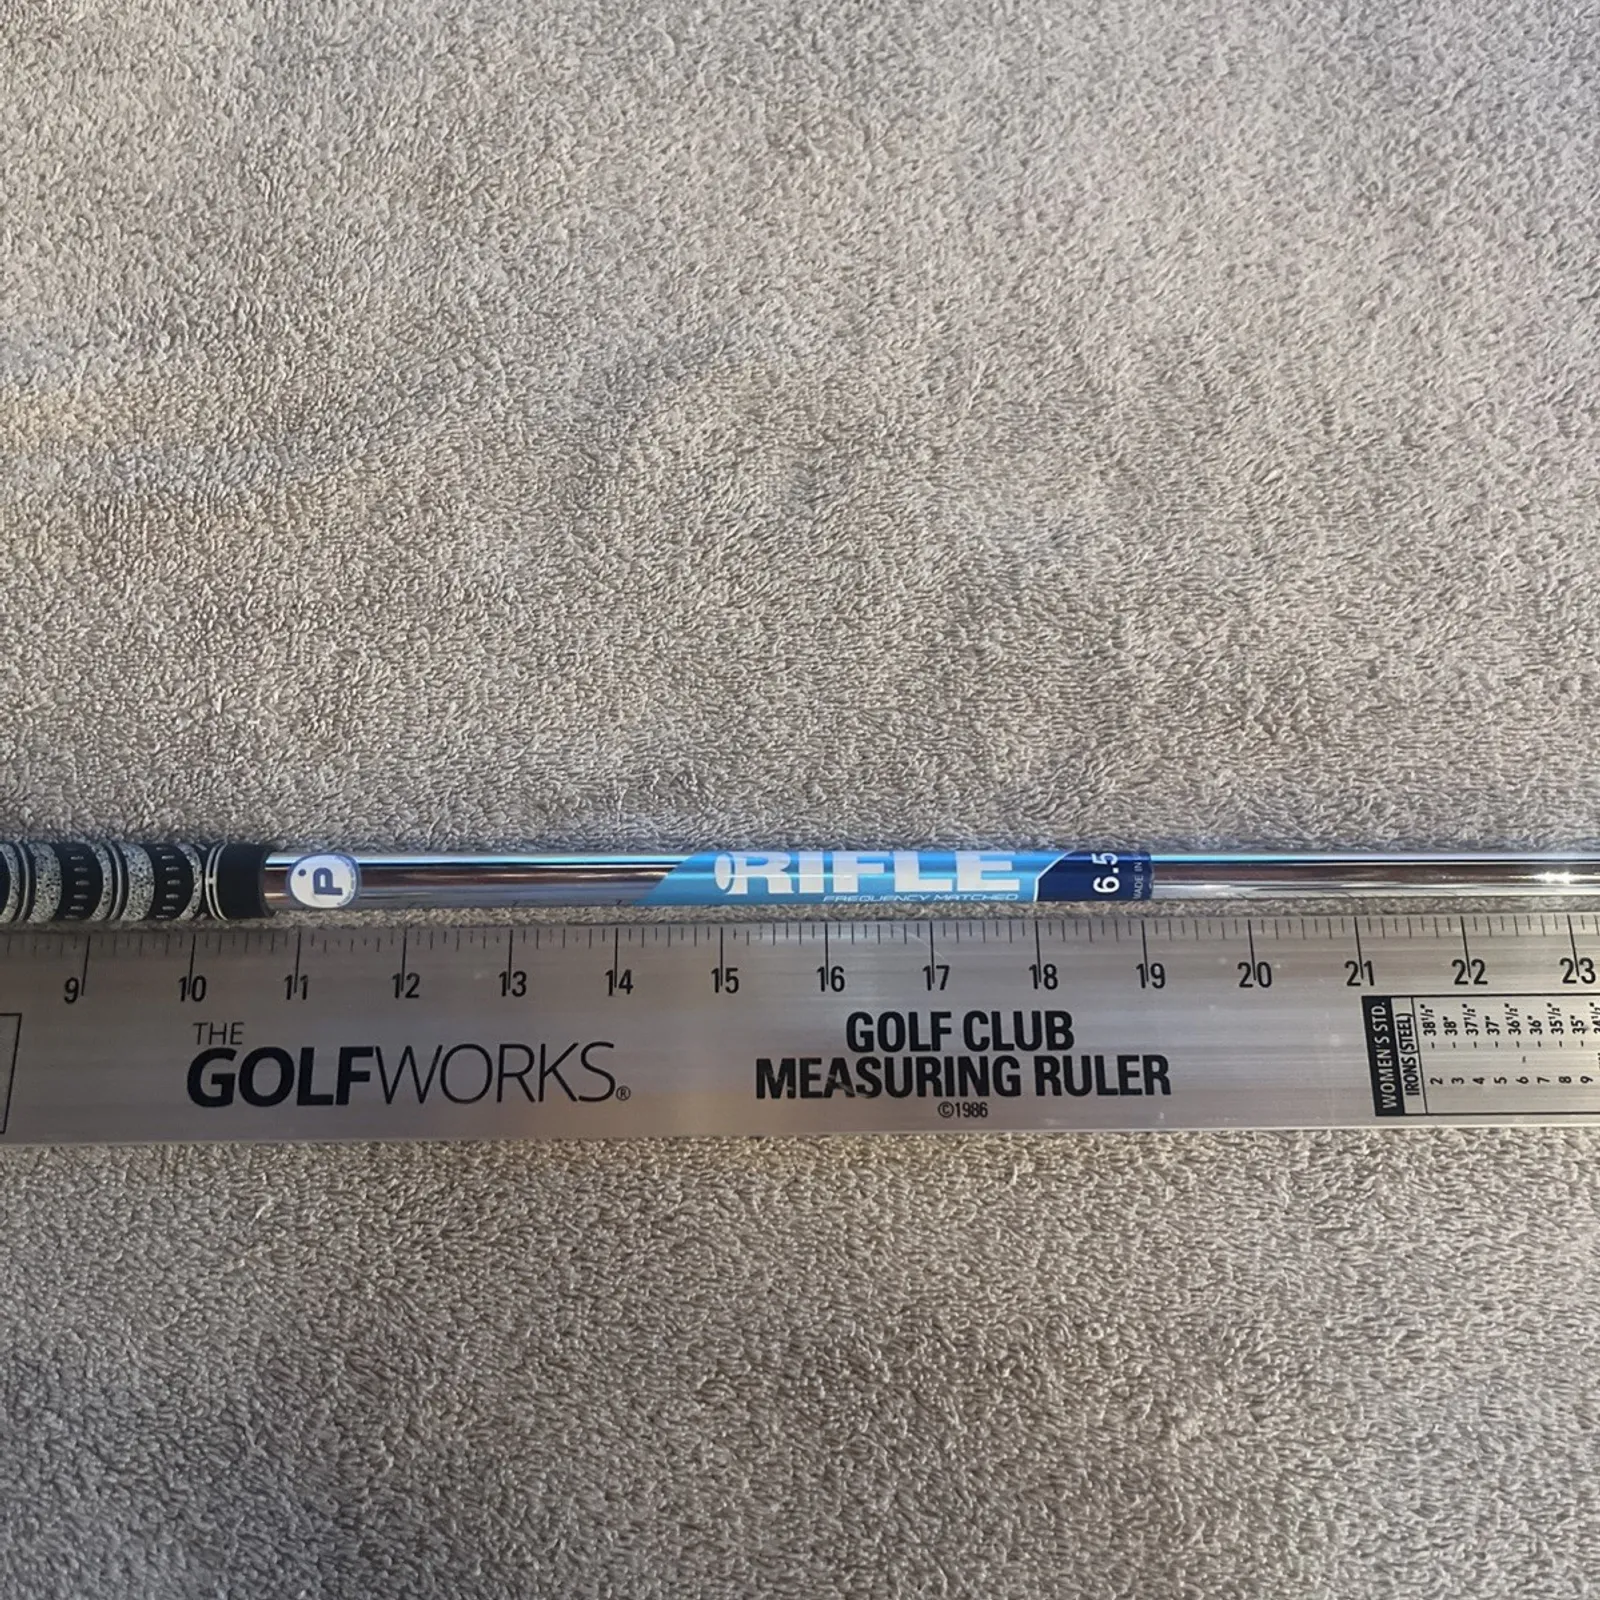 P
RIFLE
FREQUENCY MATCHED
6.5
MADE IN
9 10 11 12 13 14 15 16 17 18 19 20 21 22 23
THE
GOLFWORKS®
GOLF CLUB
MEASURING RULER
©1986
WOMEN'S STD.
IRONS (STEEL)
2 - 38½"
3 - 38"
4 - 37½"
5 - 37"
6 - 36½"
7 - 36"
8 - 35½"
9 - 35"